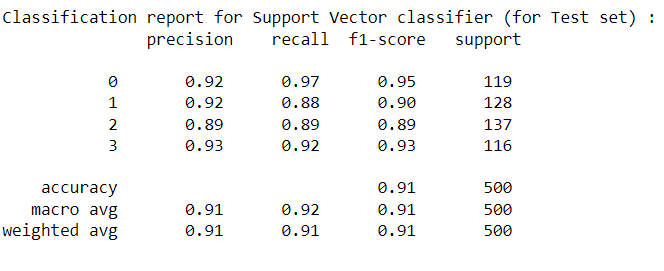 Classification report for Support Vector classifier (for Test set) :
precision recall f1-score support
0 0.92 0.97 0.95 119
1 0.92 0.88 0.90 128
2 0.89 0.89 0.89 137
3 0.93 0.92 0.93 116
accuracy 0.91 500
macro avg 0.91 0.92 0.91 500
weighted avg 0.91 0.91 0.91 500